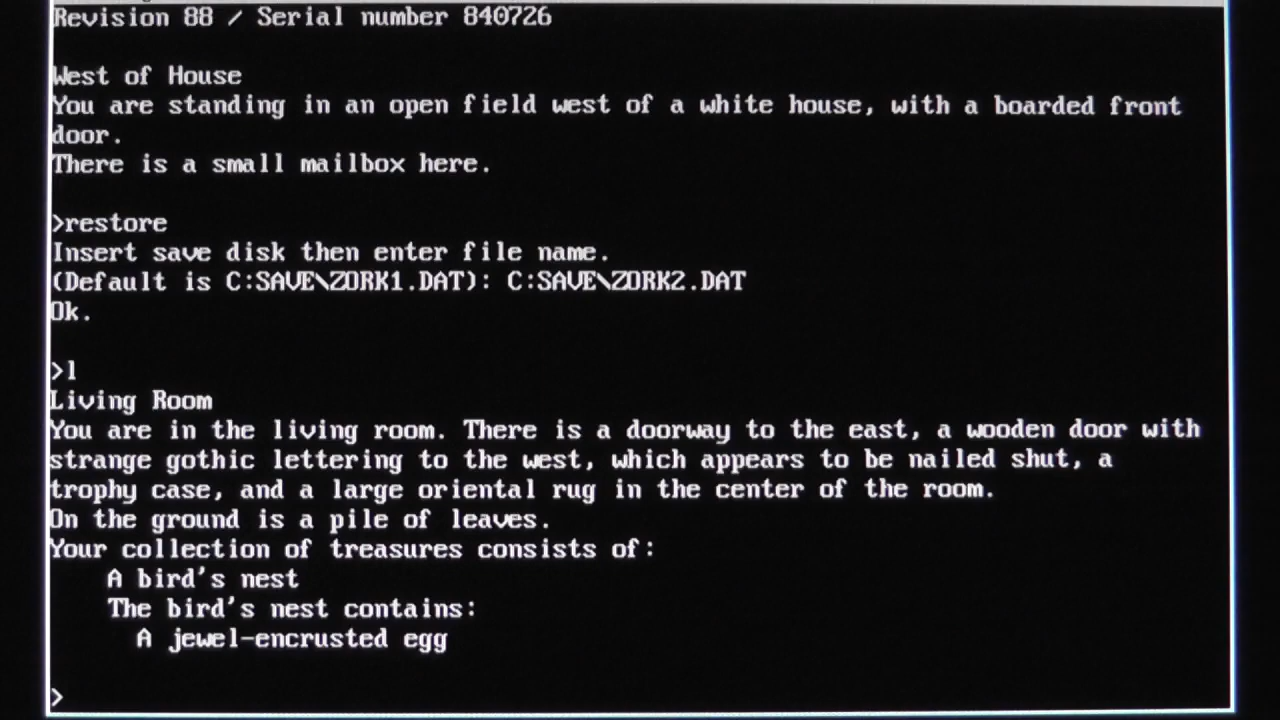 Revision 88 / Serial number 840726
West of House
You are standing in an open field west of a white house, with a boarded front
door.
There is a small mailbox here.
>restore
Insert save disk then enter file name.
(Default is C:SAVE\ZORK1.DAT): C:SAVE\ZORK2.DAT
Ok.
>l
Living Room
You are in the living room. There is a doorway to the east, a wooden door with
strange gothic lettering to the west, which appears to be nailed shut, a
trophy case, and a large oriental rug in the center of the room.
On the ground is a pile of leaves.
Your collection of treasures consists of:
A bird's nest
The bird's nest contains:
A jewel-encrusted egg
>